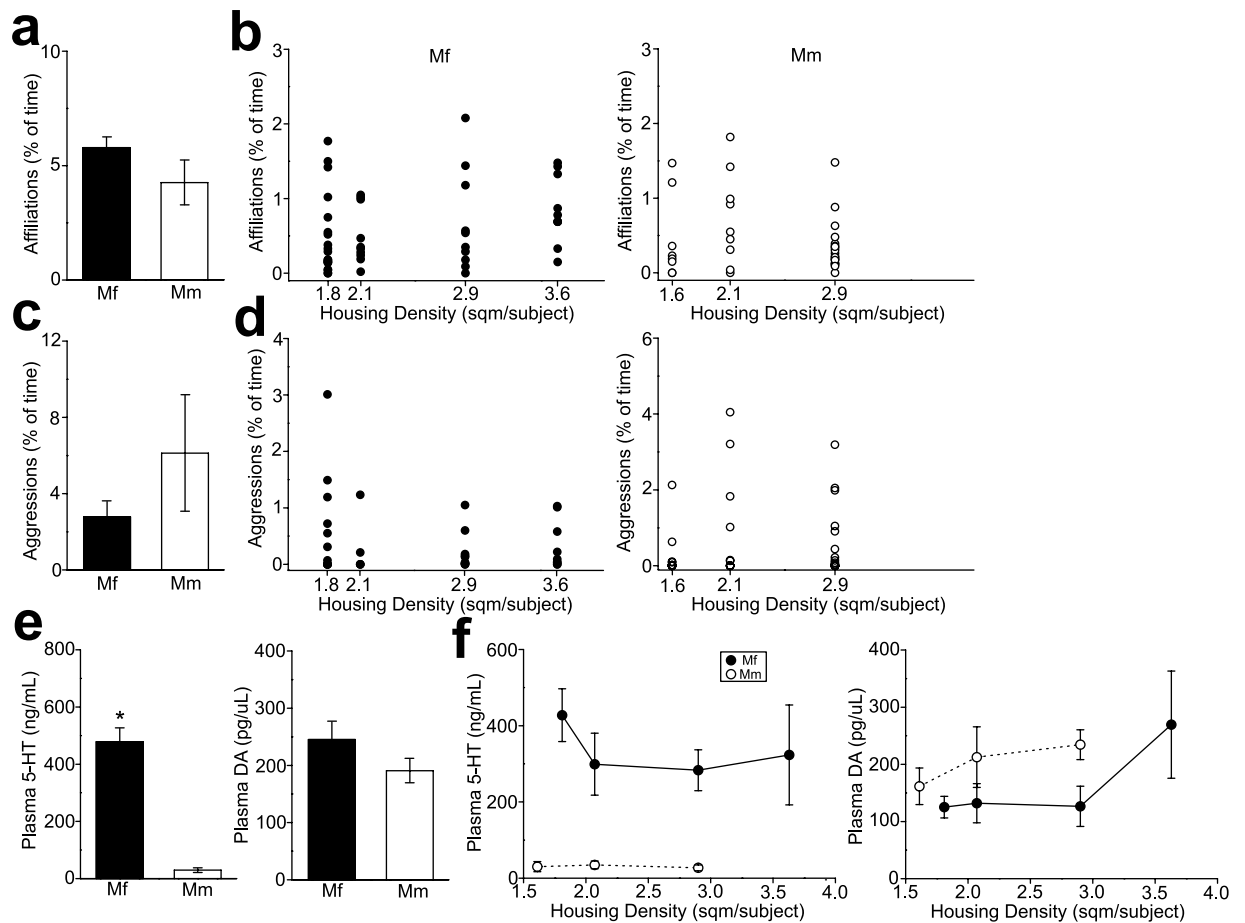 a
Affiliations (% of time)
10
5
0
Mf
Mm
b
Affiliations (% of time)
3
2
1
0
Mf
1.8
2.1
2.9
3.6
Housing Density (sqm/subject)
Affiliations (% of time)
3
2
1
0
Mm
1.6
2.1
2.9
Housing Density (sqm/subject)
c
Aggressions (% of time)
12
8
4
0
Mf
Mm
d
Aggressions (% of time)
4
3
2
1
0
1.8
2.1
2.9
3.6
Housing Density (sqm/subject)
Aggressions (% of time)
6
4
2
0
1.6
2.1
2.9
Housing Density (sqm/subject)
e
Plasma 5-HT (ng/mL)
800
600
400
200
0
*
Mf
Mm
Plasma DA (pg/uL)
400
300
200
100
0
Mf
Mm
f
Plasma 5-HT (ng/mL)
600
400
200
0
Mf
Mm
1.5
2.0
2.5
3.0
3.5
4.0
Housing Density (sqm/subject)
Plasma DA (pg/uL)
400
300
200
100
0
1.5
2.0
2.5
3.0
3.5
4.0
Housing Density (sqm/subject)